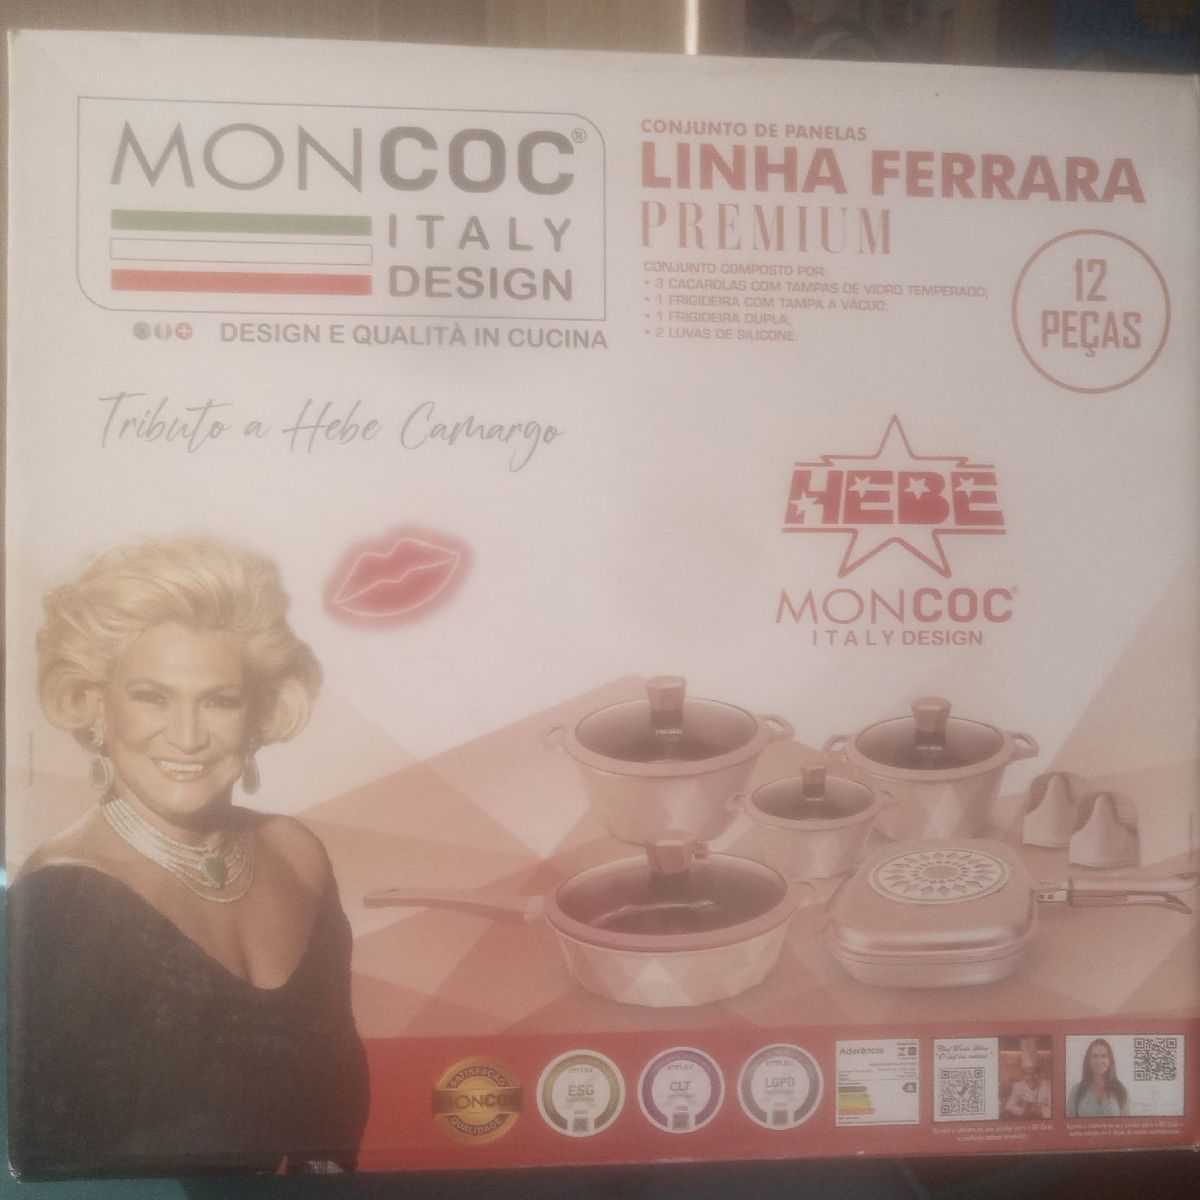 MONCOC®
ITALY
DESIGN
DESIGN E QUALITÀ IN CUCINA
CONJUNTO DE PANELAS
LINHA FERRARA
PREMIUM
CONJUNTO COMPOSTO POR:
• 3 CAÇAROLAS COM TAMPAS DE VIDRO TEMPERADO;
• 1 FRIGIDEIRA COM TAMPA A VÁCUO;
• 1 FRIGIDEIRA DUPLA;
• 2 LUVAS DE SILICONE.
12
PEÇAS
Tributo a Hebe Camargo
HEBE
MONCOC®
ITALY DESIGN
SATISFAÇÃO
MONCOC
QUALIDADE
ESG
CLT
LGPD
Aderência
A